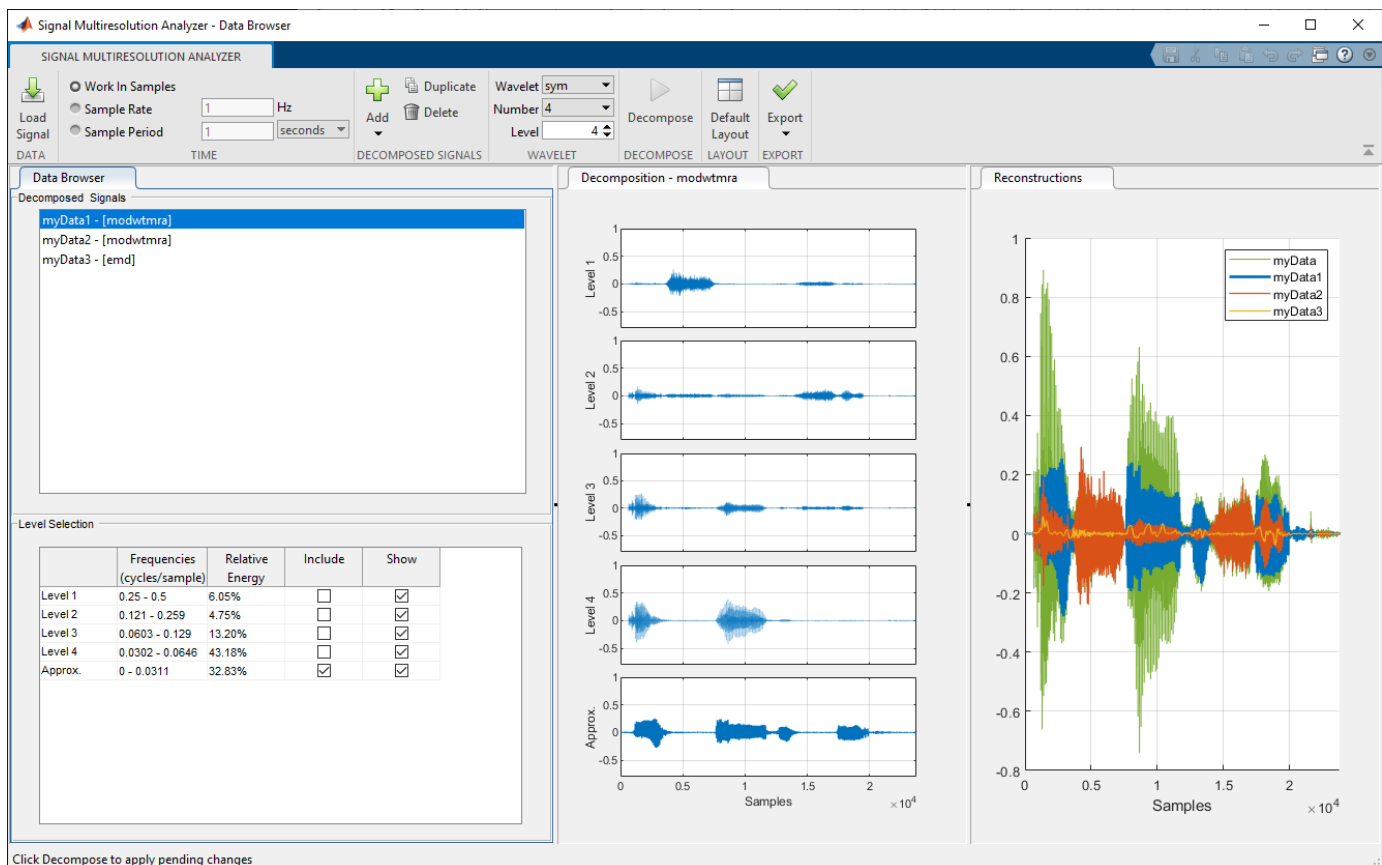 Signal Multiresolution Analyzer - Data Browser
SIGNAL MULTIRESOLUTION ANALYZER
Load Signal
DATA
Work In Samples
Sample Rate 1 Hz
Sample Period 1 seconds
TIME
Add
Duplicate
Delete
DECOMPOSED SIGNALS
Wavelet sym
Number 4
Level 4
WAVELET
Decompose
DECOMPOSE
Default Layout
LAYOUT
Export
EXPORT
Data Browser
Decomposed Signals
myData1 - [modwtmra]
myData2 - [modwtmra]
myData3 - [emd]
Level Selection
Frequencies (cycles/sample) Relative Energy Include Show
Level 1 0.25 - 0.5 6.05%
Level 2 0.121 - 0.259 4.75%
Level 3 0.0603 - 0.129 13.20%
Level 4 0.0302 - 0.0646 43.18%
Approx. 0 - 0.0311 32.83%
Decomposition - modwtmra
1
0.5
0
-0.5
Level 1
1
0.5
0
-0.5
Level 2
1
0.5
0
-0.5
Level 3
1
0.5
0
-0.5
Level 4
1
0.5
0
-0.5
Approx.
0 0.5 1 1.5 2
Samples
×10^4
Reconstructions
myData
myData1
myData2
myData3
1
0.8
0.6
0.4
0.2
0
-0.2
-0.4
-0.6
-0.8
0 0.5 1 1.5 2
Samples
×10^4
Click Decompose to apply pending changes